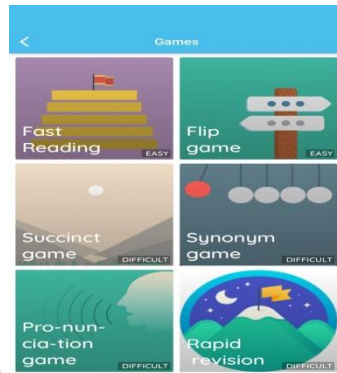 Games
Fast
Reading
EASY
Flip
game
EASY
Succinct
game
DIFFICULT
Synonym
game
DIFFICULT
Pro-nun-
cia-tion
game
DIFFICULT
Rapid
revision
DIFFICULT